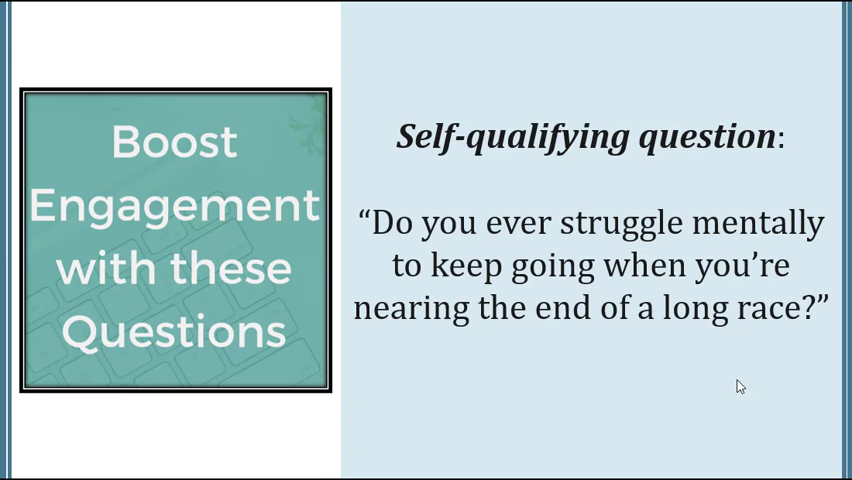 Boost
Engagement
with these
Questions
Self-qualifying question:
“Do you ever struggle mentally
to keep going when you’re
nearing the end of a long race?”